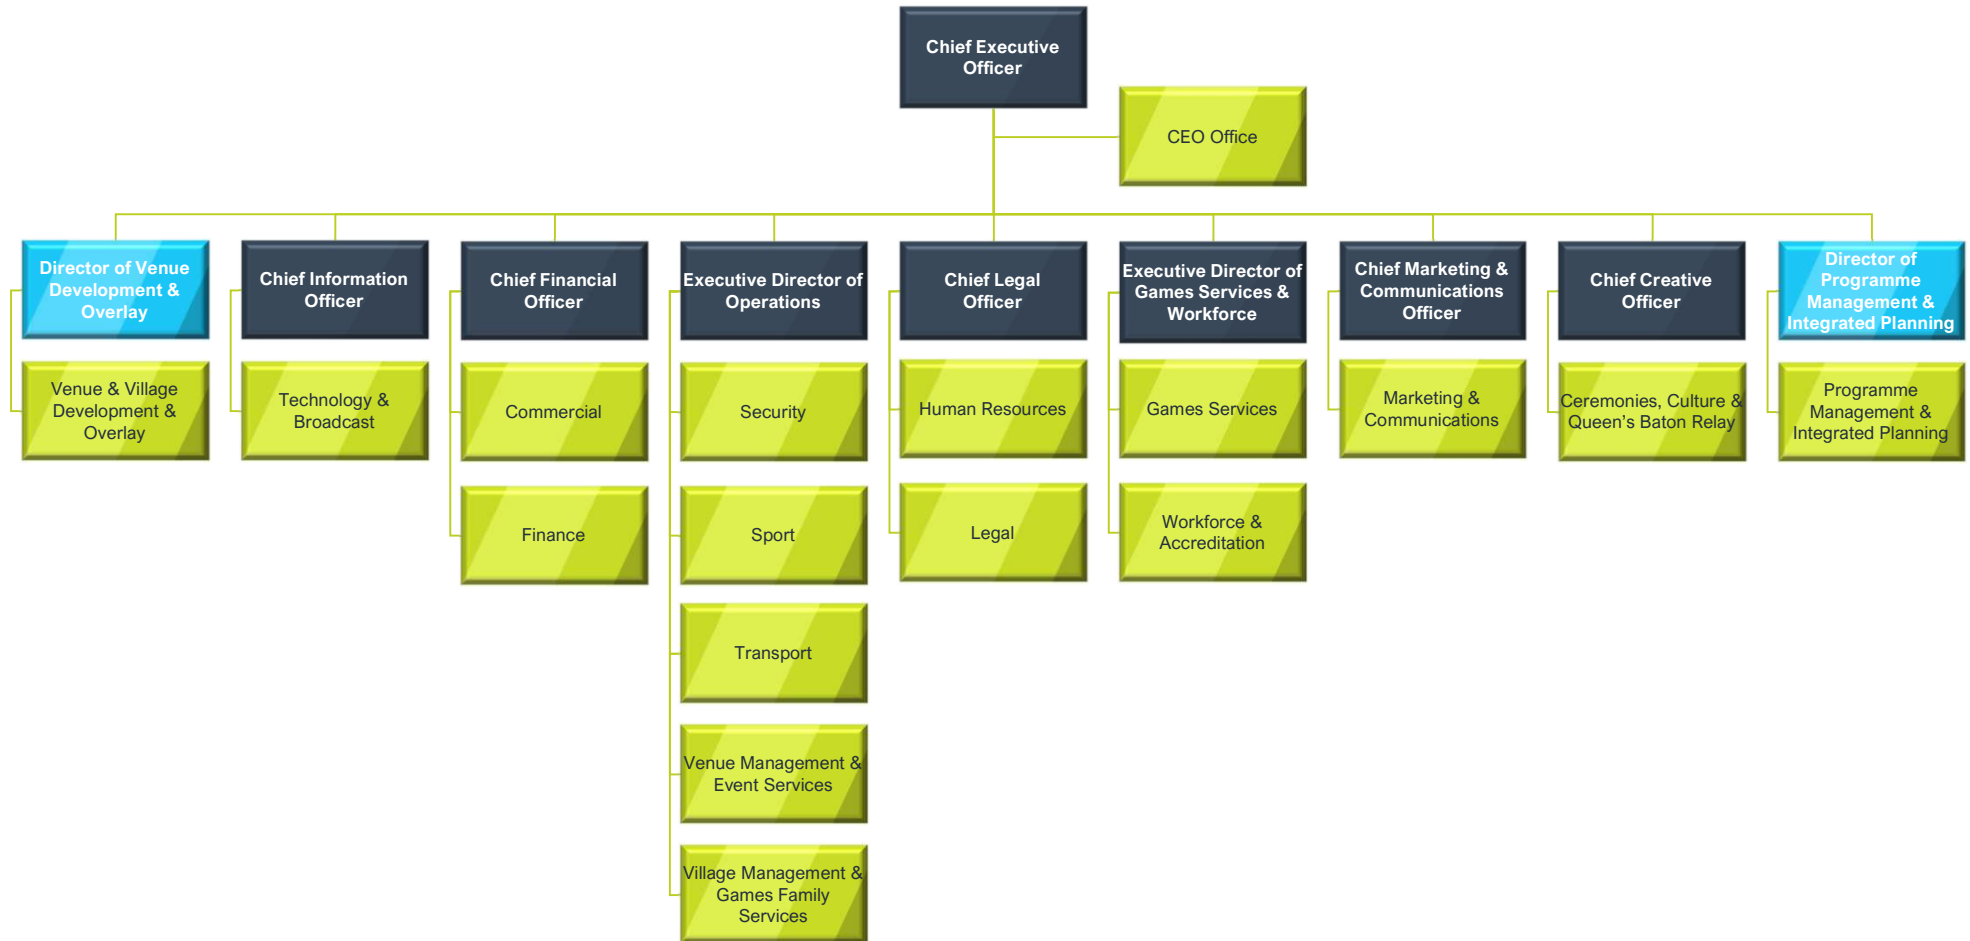 Chief Executive
Officer
CEO Office
Director of Venue
Development &
Overlay
Chief Information
Officer
Chief Financial
Officer
Executive Director of
Operations
Chief Legal
Officer
Executive Director of
Games Services &
Workforce
Chief Marketing &
Communications
Officer
Chief Creative
Officer
Director of
Programme
Management &
Integrated Planning
Venue & Village
Development &
Overlay
Technology &
Broadcast
Commercial
Security
Human Resources
Games Services
Marketing &
Communications
Ceremonies, Culture &
Queen’s Baton Relay
Programme
Management &
Integrated Planning
Finance
Sport
Legal
Workforce &
Accreditation
Transport
Venue Management &
Event Services
Village Management &
Games Family
Services